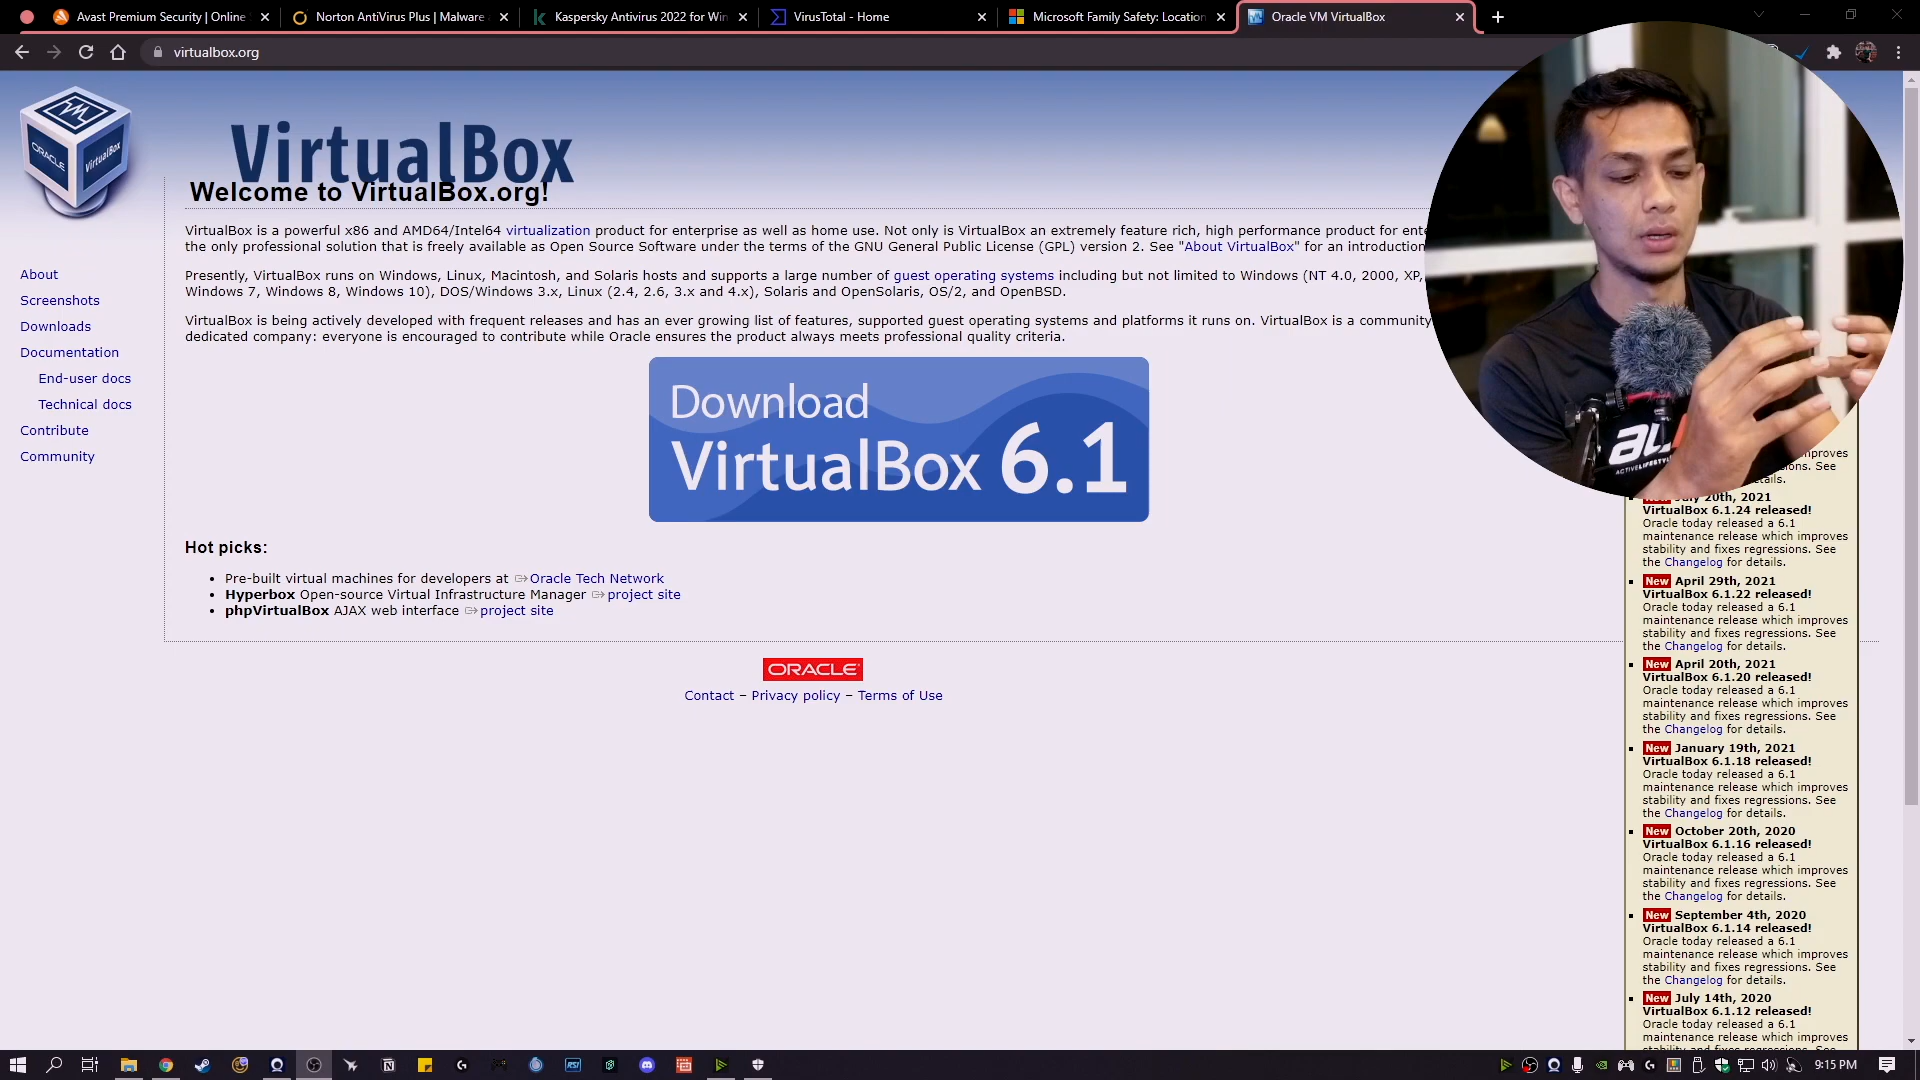 Avast Premium Security | Online
Norton AntiVirus Plus | Malware
Kaspersky Antivirus 2022 for Win
VirusTotal - Home
Microsoft Family Safety: Location
Oracle VM VirtualBox
virtualbox.org
ORACLE
VirtualBox
VirtualBox
Welcome to VirtualBox.org!
VirtualBox is a powerful x86 and AMD64/Intel64 virtualization product for enterprise as well as home use. Not only is VirtualBox an extremely feature rich, high performance product for ente
the only professional solution that is freely available as Open Source Software under the terms of the GNU General Public License (GPL) version 2. See "About VirtualBox" for an introduction
Presently, VirtualBox runs on Windows, Linux, Macintosh, and Solaris hosts and supports a large number of guest operating systems including but not limited to Windows (NT 4.0, 2000, XP,
Windows 7, Windows 8, Windows 10), DOS/Windows 3.x, Linux (2.4, 2.6, 3.x and 4.x), Solaris and OpenSolaris, OS/2, and OpenBSD.
VirtualBox is being actively developed with frequent releases and has an ever growing list of features, supported guest operating systems and platforms it runs on. VirtualBox is a community
dedicated company: everyone is encouraged to contribute while Oracle ensures the product always meets professional quality criteria.
About
Screenshots
Downloads
Documentation
End-user docs
Technical docs
Contribute
Community
Download
VirtualBox 6.1
Hot picks:
Pre-built virtual machines for developers at Oracle Tech Network
Hyperbox Open-source Virtual Infrastructure Manager project site
phpVirtualBox AJAX web interface project site
ORACLE
Contact – Privacy policy – Terms of Use
ACTIVELIFESTYLE
improves
ions. See
tails.
New July 20th, 2021
VirtualBox 6.1.24 released!
Oracle today released a 6.1
maintenance release which improves
stability and fixes regressions. See
the Changelog for details.
New April 29th, 2021
VirtualBox 6.1.22 released!
Oracle today released a 6.1
maintenance release which improves
stability and fixes regressions. See
the Changelog for details.
New April 20th, 2021
VirtualBox 6.1.20 released!
Oracle today released a 6.1
maintenance release which improves
stability and fixes regressions. See
the Changelog for details.
New January 19th, 2021
VirtualBox 6.1.18 released!
Oracle today released a 6.1
maintenance release which improves
stability and fixes regressions. See
the Changelog for details.
New October 20th, 2020
VirtualBox 6.1.16 released!
Oracle today released a 6.1
maintenance release which improves
stability and fixes regressions. See
the Changelog for details.
New September 4th, 2020
VirtualBox 6.1.14 released!
Oracle today released a 6.1
maintenance release which improves
stability and fixes regressions. See
the Changelog for details.
New July 14th, 2020
VirtualBox 6.1.12 released!
Oracle today released a 6.1
maintenance release which improves
9:15 PM